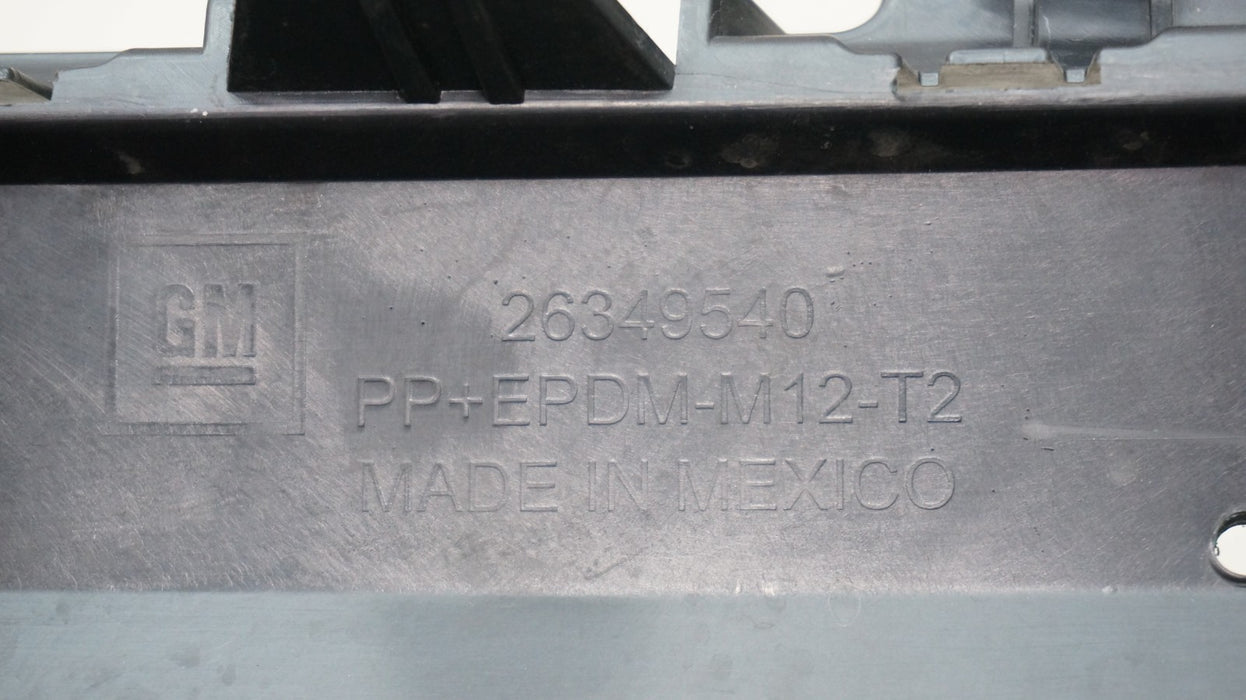 GM
26349540
PP+EPDM-M12-T2
MADE IN MEXICO